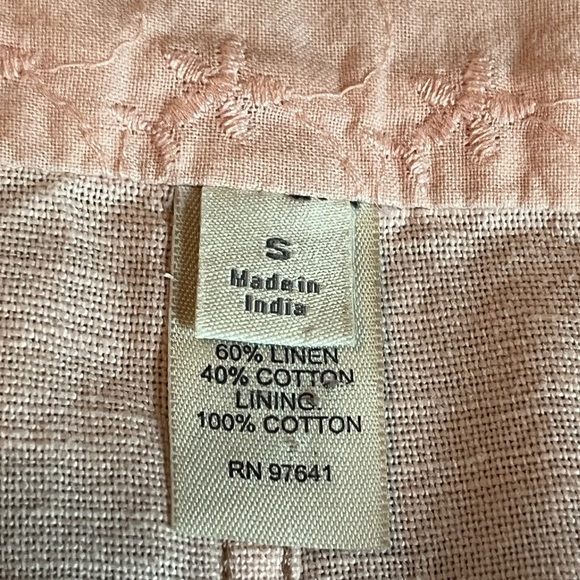 S
Made in
India
60% LINEN
40% COTTON
LINING.
100% COTTON
RN 97641